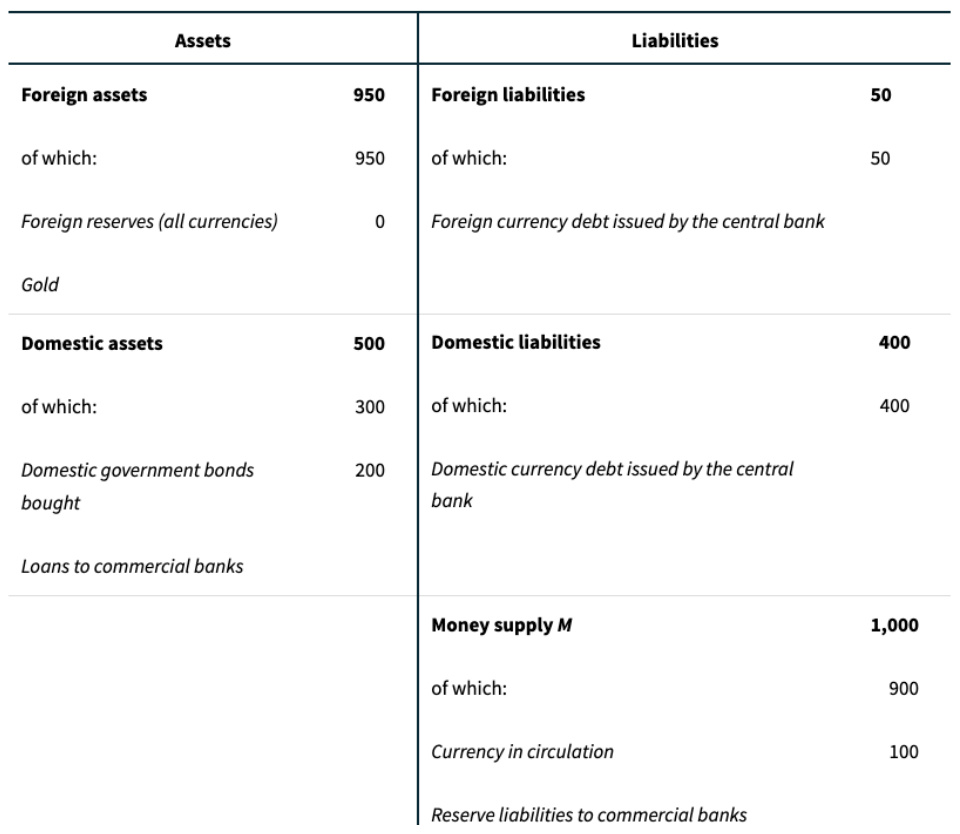 Assets Liabilities
Foreign assets 950 Foreign liabilities 50
of which: 950 of which: 50
Foreign reserves (all currencies) 0 Foreign currency debt issued by the central bank
Gold
Domestic assets 500 Domestic liabilities 400
of which: 300 of which: 400
Domestic government bonds 200 Domestic currency debt issued by the central
bought bank
Loans to commercial banks
Money supply M 1,000
of which: 900
Currency in circulation 100
Reserve liabilities to commercial banks